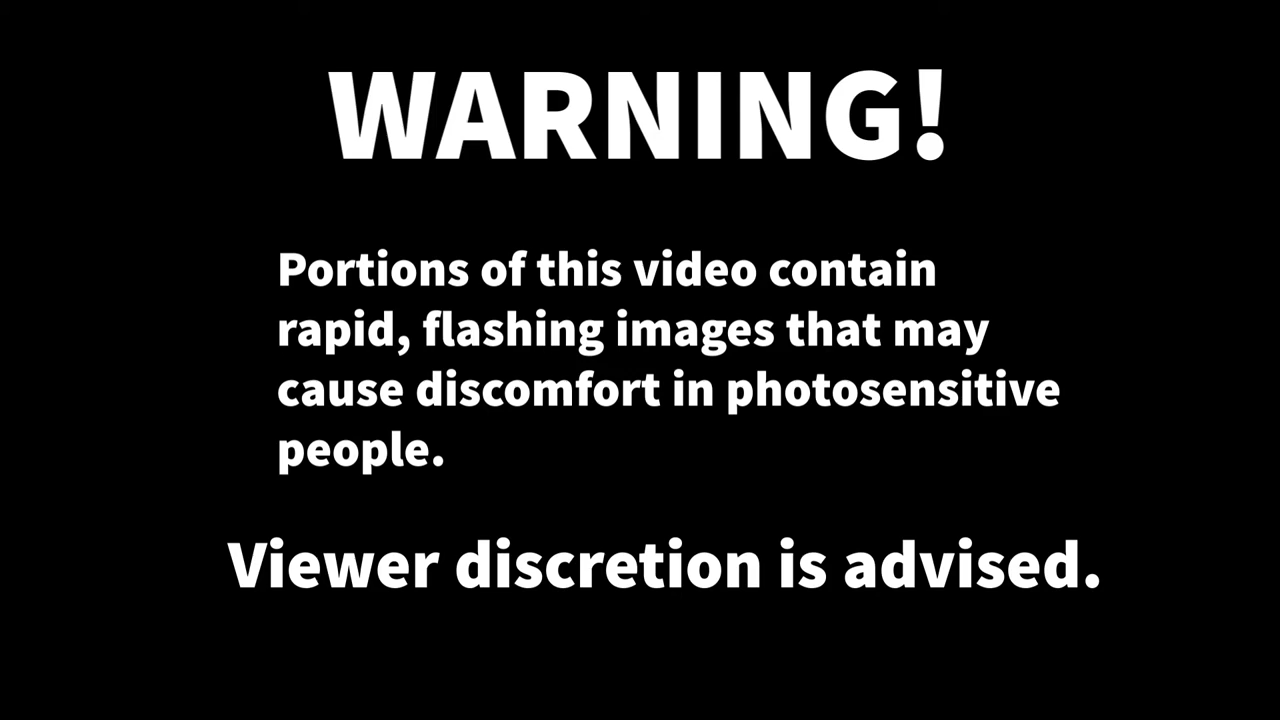 WARNING!
Portions of this video contain
rapid, flashing images that may
cause discomfort in photosensitive
people.
Viewer discretion is advised.